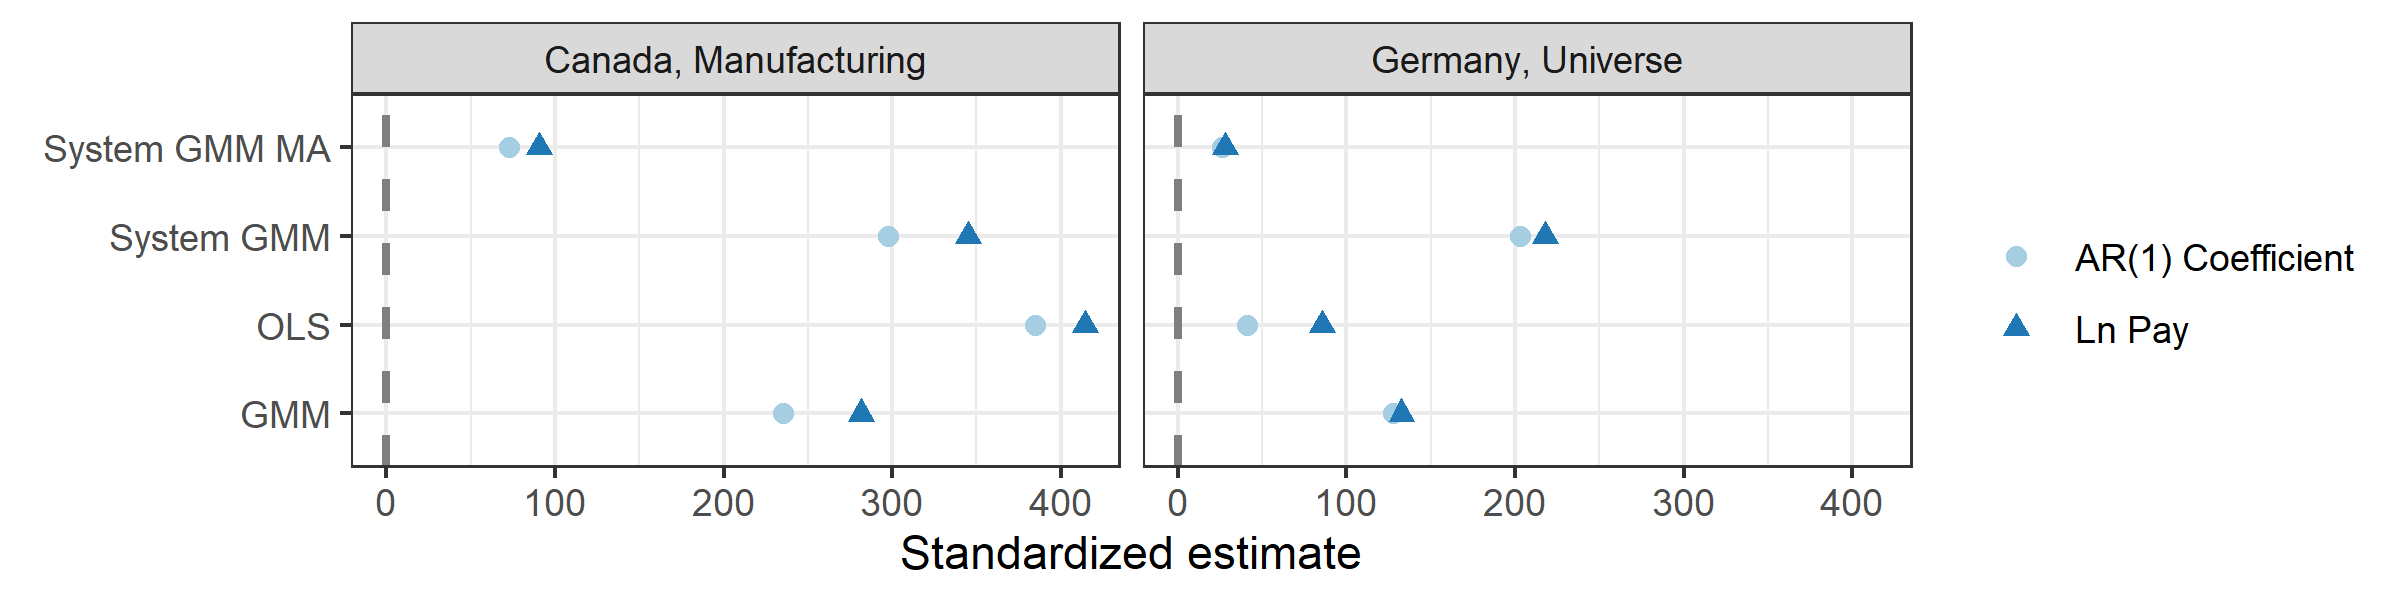 Canada, Manufacturing
Germany, Universe
System GMM MA
System GMM
OLS
GMM
0 100 200 300 400
0 100 200 300 400
Standardized estimate
AR(1) Coefficient
Ln Pay